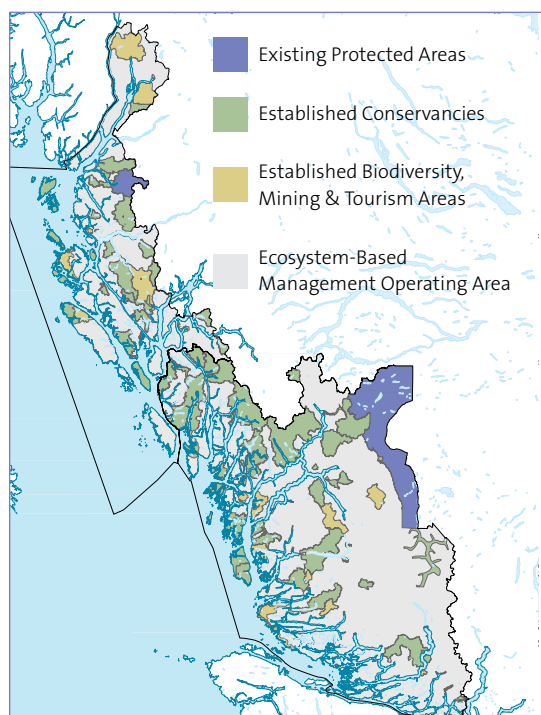 Existing Protected Areas
Established Conservancies
Established Biodiversity,
Mining & Tourism Areas
Ecosystem-Based
Management Operating Area